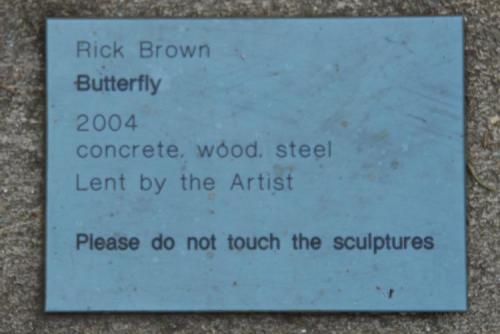 Rick Brown
Butterfly
2004
concrete, wood, steel
Lent by the Artist
Please do not touch the sculptures